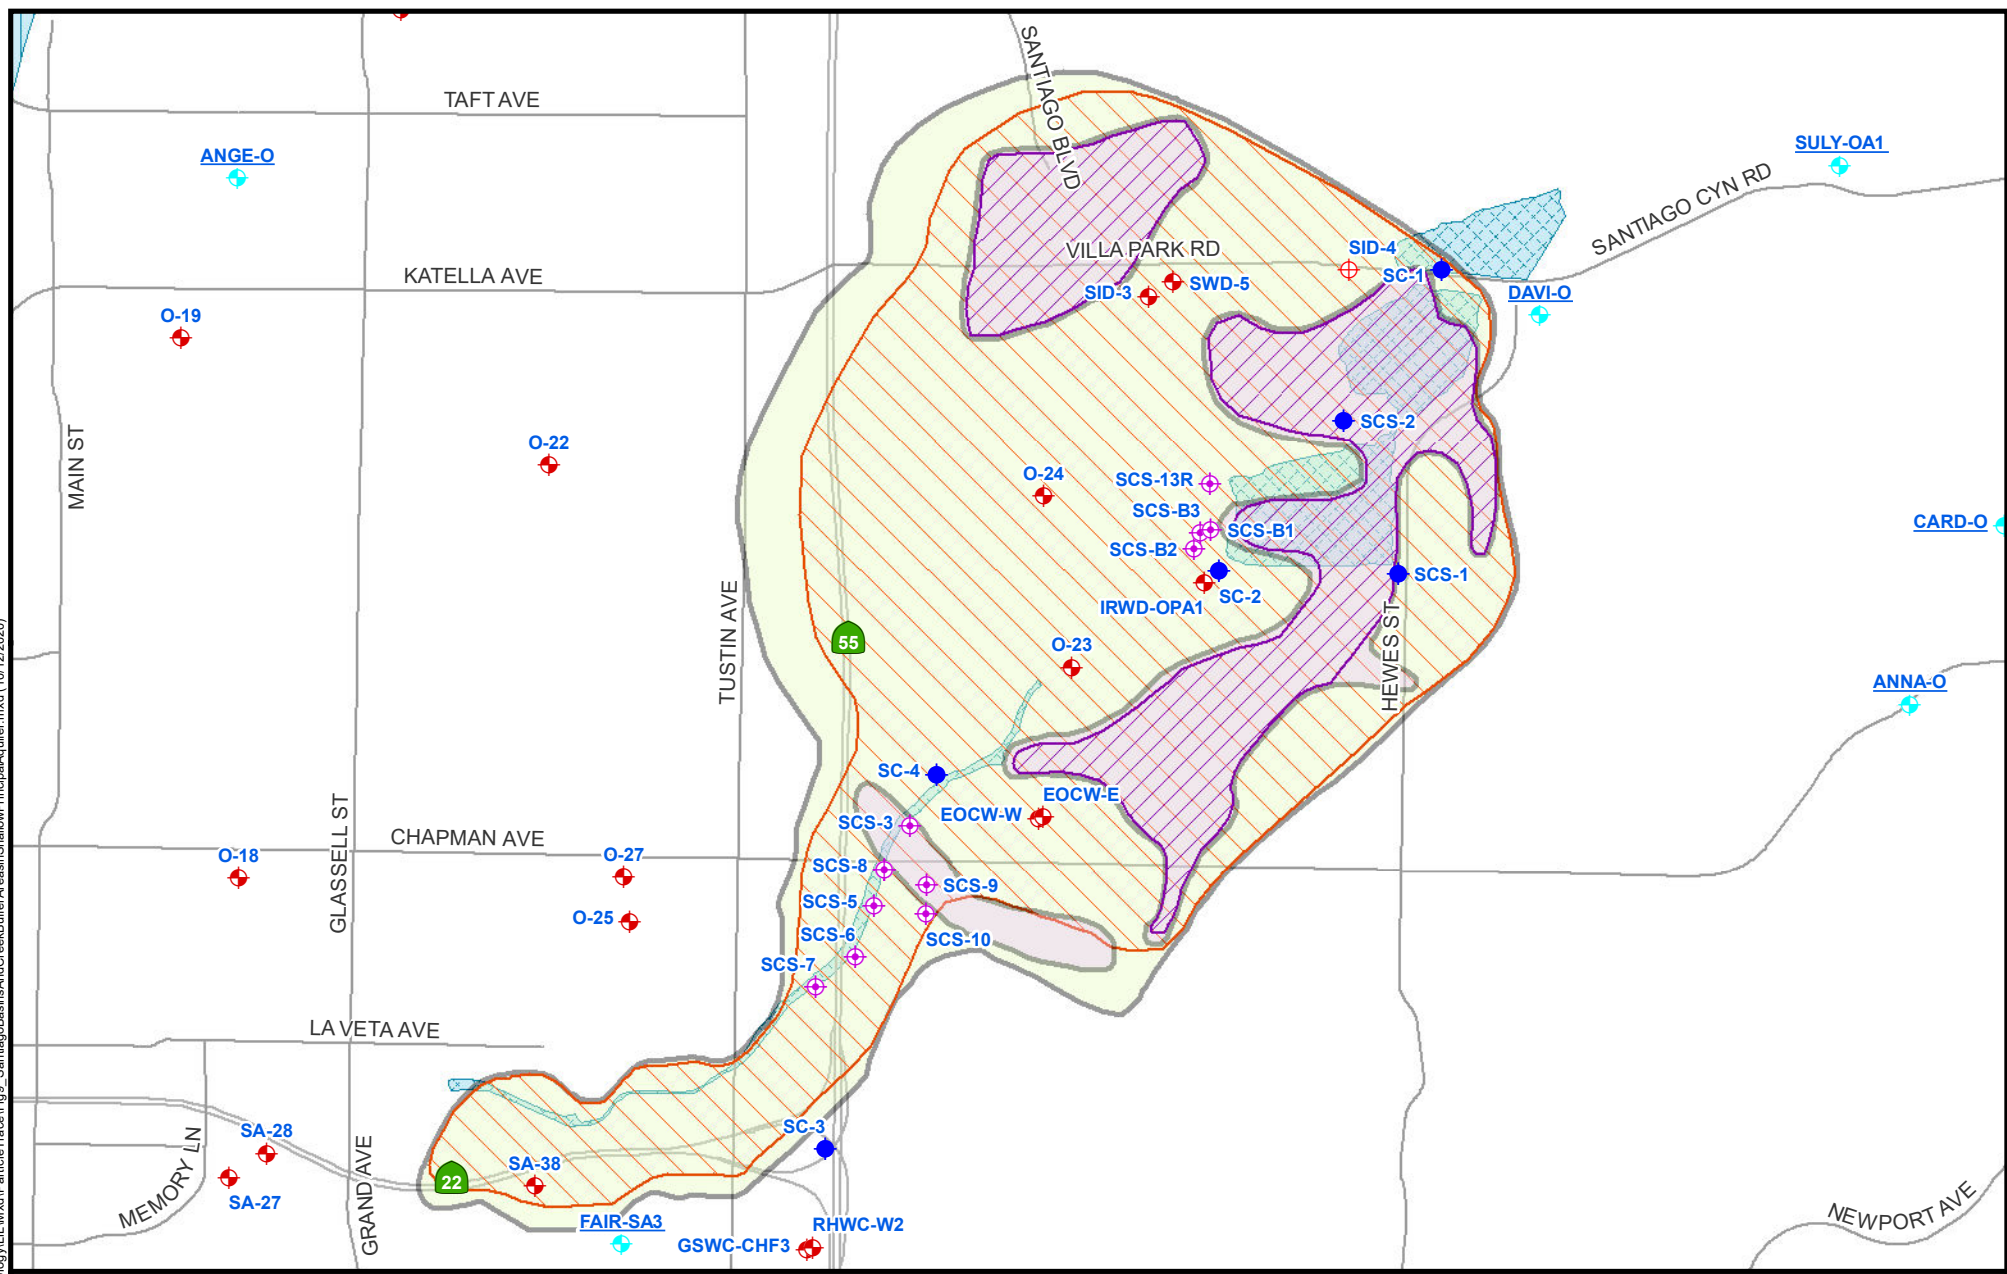 SANTIAGO BLVD
TAFT AVE
ANGE-O
SULY-OA1
SANTIAGO CYN RD
VILLA PARK RD
SID-4
SC-1
KATELLA AVE
SID-3
SWD-5
DAVI-O
O-19
MAIN ST
O-22
SCS-2
O-24
SCS-13R
SCS-B3
SCS-B1
SCS-B2
CARD-O
SCS-1
SC-2
IRWD-OPA1
TUSTIN AVE
55
O-23
HEWES ST
ANNA-O
SC-4
EOCW-E
EOCW-W
SCS-3
GLASSELL ST
CHAPMAN AVE
O-18
O-27
SCS-8
SCS-9
SCS-5
O-25
SCS-10
SCS-6
SCS-7
LA VETA AVE
SC-3
SA-28
MEMORY LN
GRAND AVE
SA-38
22
SA-27
FAIR-SA3
RHWC-W2
GSWC-CHF3
NEWPORT AVE